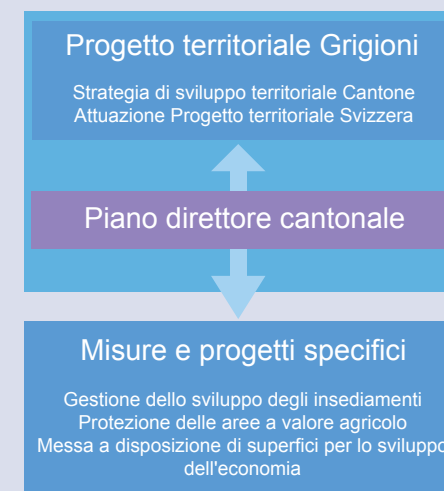 Progetto territoriale Grigioni
Strategia di sviluppo territoriale Cantone
Attuazione Progetto territoriale Svizzera
Piano direttore cantonale
Misure e progetti specifici
Gestione dello sviluppo degli insediamenti
Protezione delle aree a valore agricolo
Messa a disposizione di superfici per lo sviluppo
dell'economia